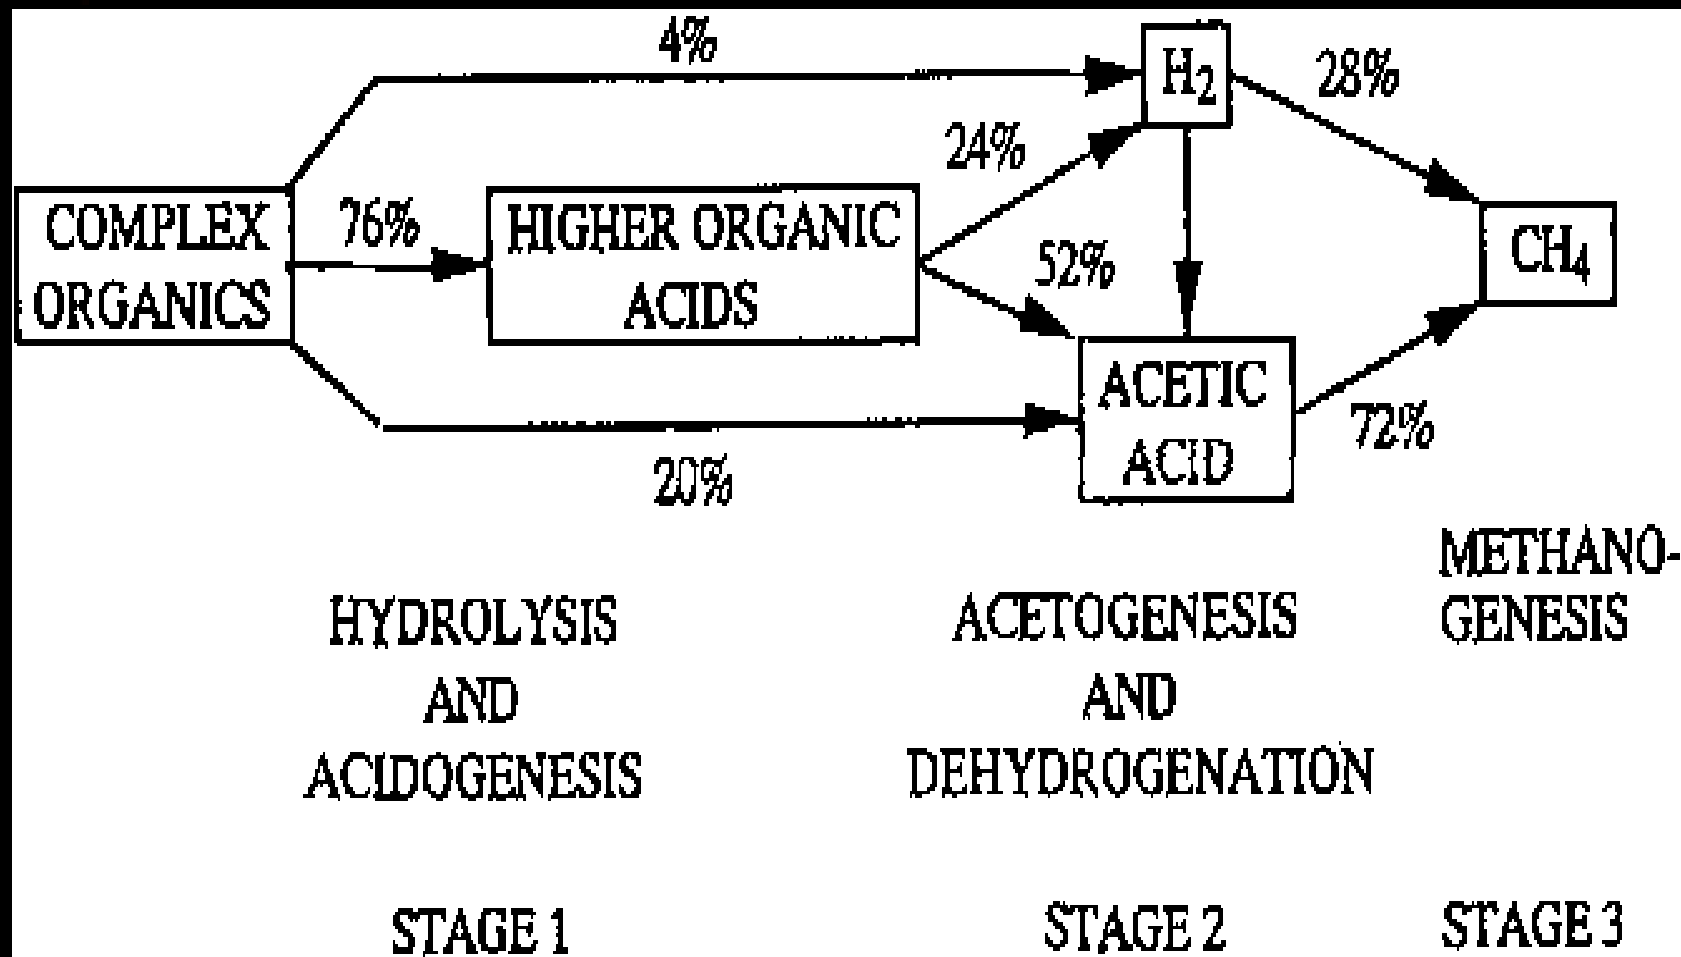 4%
H2
28%
24%
COMPLEX
ORGANICS
76%
HIGHER ORGANIC
ACIDS
52%
CH4
ACETIC
ACID
72%
20%
HYDROLYSIS
AND
ACIDOGENESIS
ACETOGENESIS
AND
DEHYDROGENATION
METHANO-
GENESIS
STAGE 1
STAGE 2
STAGE 3